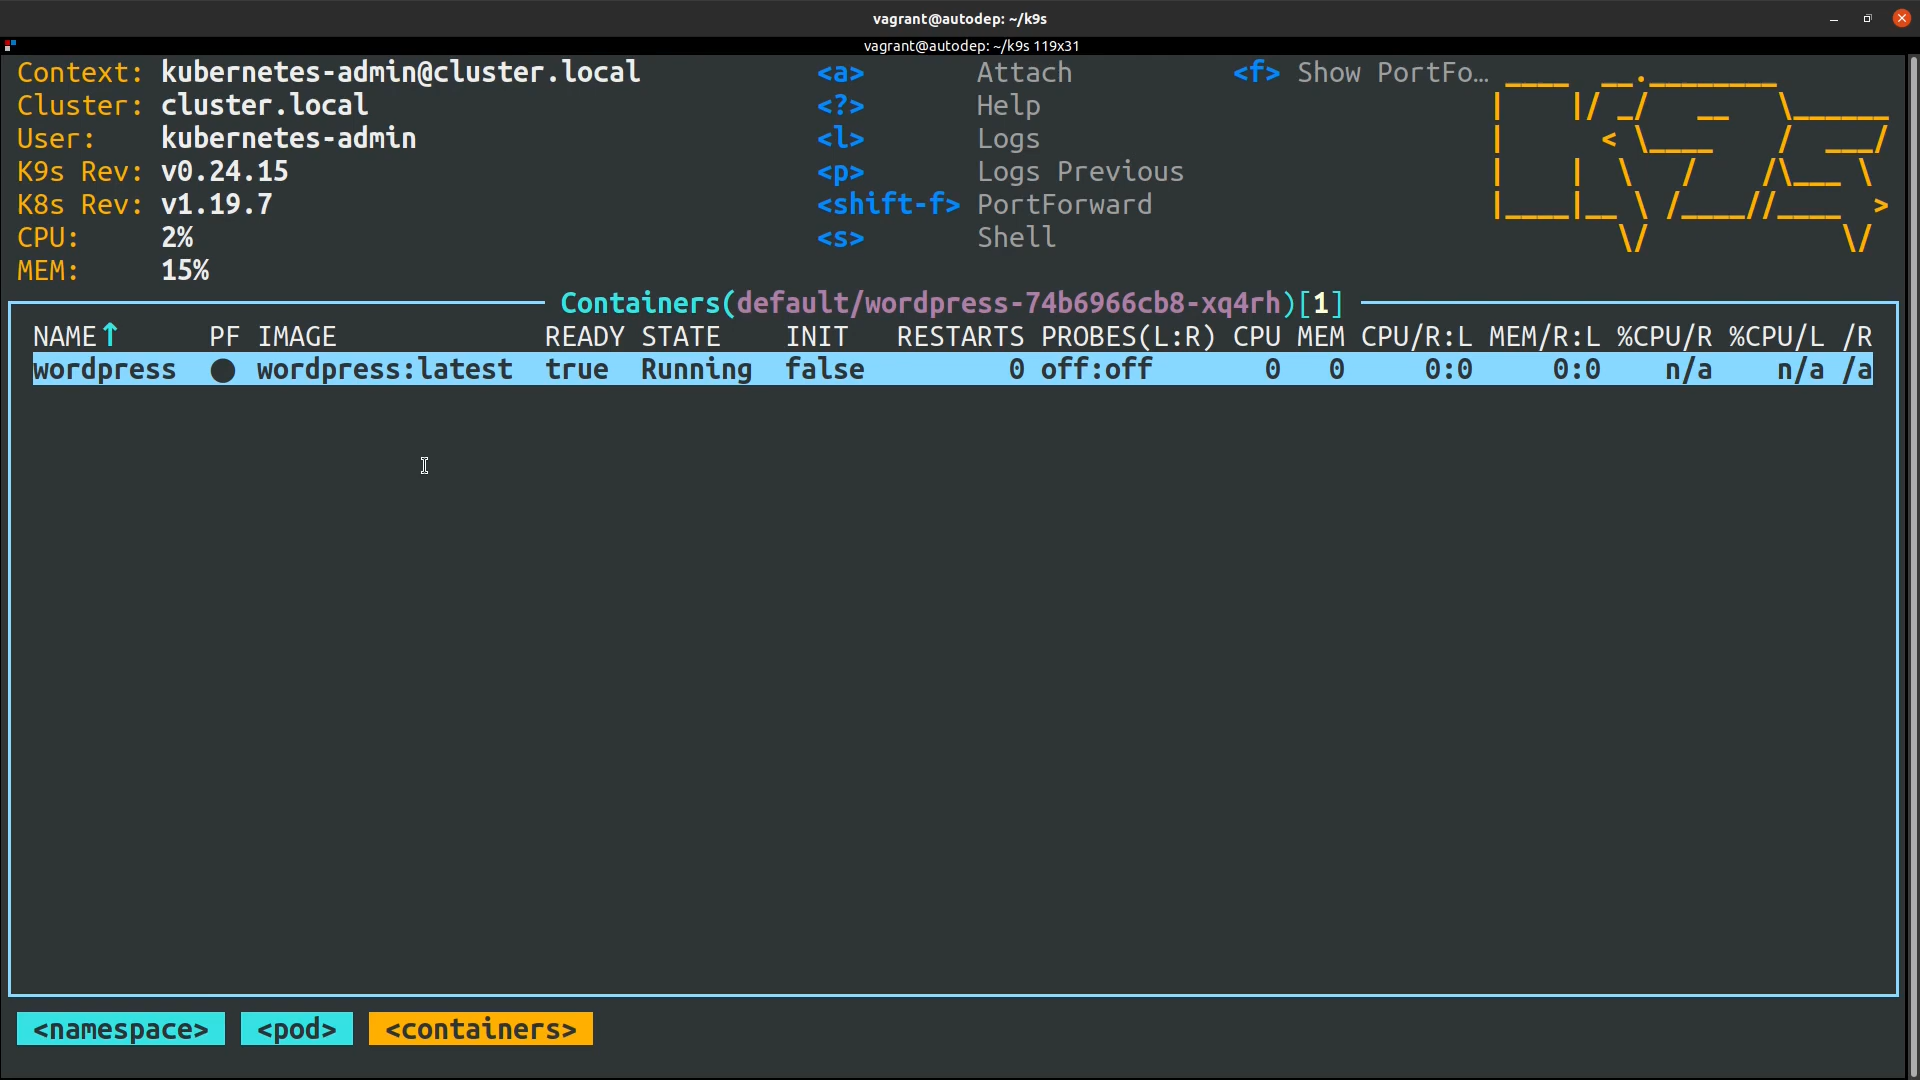 vagrant@autodep: ~/k9s
vagrant@autodep: ~/k9s 119x31
Context: kubernetes-admin@cluster.local <a> Attach <f> Show PortFo…
Cluster: cluster.local <?> Help
User: kubernetes-admin <l> Logs
K9s Rev: v0.24.15 <p> Logs Previous
K8s Rev: v1.19.7 <shift-f> PortForward
CPU: 2% <s> Shell
MEM: 15%
Containers(default/wordpress-74b6966cb8-xq4rh)[1]
NAME↑ PF IMAGE READY STATE INIT RESTARTS PROBES(L:R) CPU MEM CPU/R:L MEM/R:L %CPU/R %CPU/L /R
wordpress ● wordpress:latest true Running false 0 off:off 0 0 0:0 0:0 n/a n/a /a
<namespace> <pod> <containers>